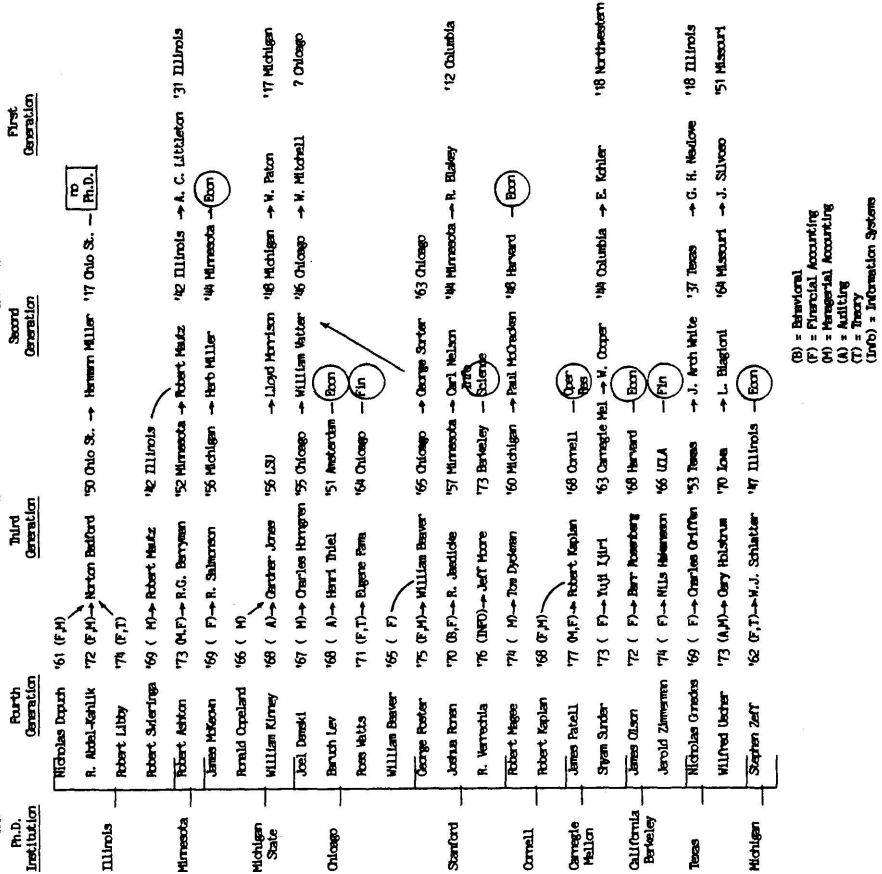 Ph.D. Institution Fourth Generation Third Generation Second Generation First Generation
Illinois
Nicholas Dopuch '61 (F,M)
R. Abdel-Kahlik '72 (F,M) → Norton Bedford '50 Ohio St. → Hermann Miller '17 Ohio St. — no Ph.D.
Robert Libby '74 (F,T)
Robert Swieringa '69 ( M) → Robert Mautz '42 Illinois
Minnesota
Robert Ashton '73 (M,F) → R.G. Berryman '52 Minnesota → Robert Mautz '42 Illinois → A. C. Littleton '31 Illinois
James McKeown '69 ( F) → R. Salmonson '56 Michigan → Herb Miller '44 Minnesota — Econ
Michigan State
Ronald Copeland '66 ( M)
William Kinney '68 ( A) → Gardner Jones '56 LSU → Lloyd Morrison '48 Michigan → W. Paton '17 Michigan
Chicago
Joel Demski '67 ( M) → Charles Horngren '55 Chicago → William Vatter '46 Chicago → W. Mitchell ? Chicago
Baruch Lev '68 ( A) → Henri Thiel '51 Amsterdam — Econ
Ross Watts '71 (F,T) → Eugene Fama '64 Chicago — Fin
William Beaver '65 ( F)
Stanford
George Foster '75 (F,M) → William Beaver '65 Chicago → George Sorter '63 Chicago
Joshua Ronen '70 (B,F) → R. Jaedicke '57 Minnesota → Carl Nelson '44 Minnesota → R. Blakey '12 Columbia
R. Verrechia '76 (INFO) → Jeff Moore '73 Berkeley — Info Science
Cornell
Robert Magee '74 ( M) → Tom Dyckman '60 Michigan → Paul McCracken '48 Harvard — Econ
Robert Kaplan '68 (F,M)
Carnegie Mellon
James Patell '77 (M,F) → Robert Kaplan '68 Cornell — Oper Res
Shyam Sunder '73 ( F) → Yuji Ijiri '63 Carnegie Mel → W. Cooper '44 Columbia → E. Kohler '18 Northwestern
California Berkeley
James Olson '72 ( F) → Barr Rosenberg '68 Harvard — Econ
Jerold Zimmerman '74 ( F) → Nils Hakansson '66 UCLA — Fin
Texas
Nicholas Gonedes '69 ( F) → Charles Griffen '53 Texas → J. Arch White '37 Texas → G. H. Newlove '18 Illinois
Wilfred Uecker '73 (A,M) → Gary Holstrum '70 Iowa → L. Biagioni '64 Missouri → J. Silvoso '51 Missouri
Michigan
Stephen Zeff '62 (F,T) → W.J. Schlatter '47 Illinois — Econ
(B) = Behavioral
(F) = Financial Accounting
(M) = Managerial Accounting
(A) = Auditing
(T) = Theory
(Info) = Information Systems